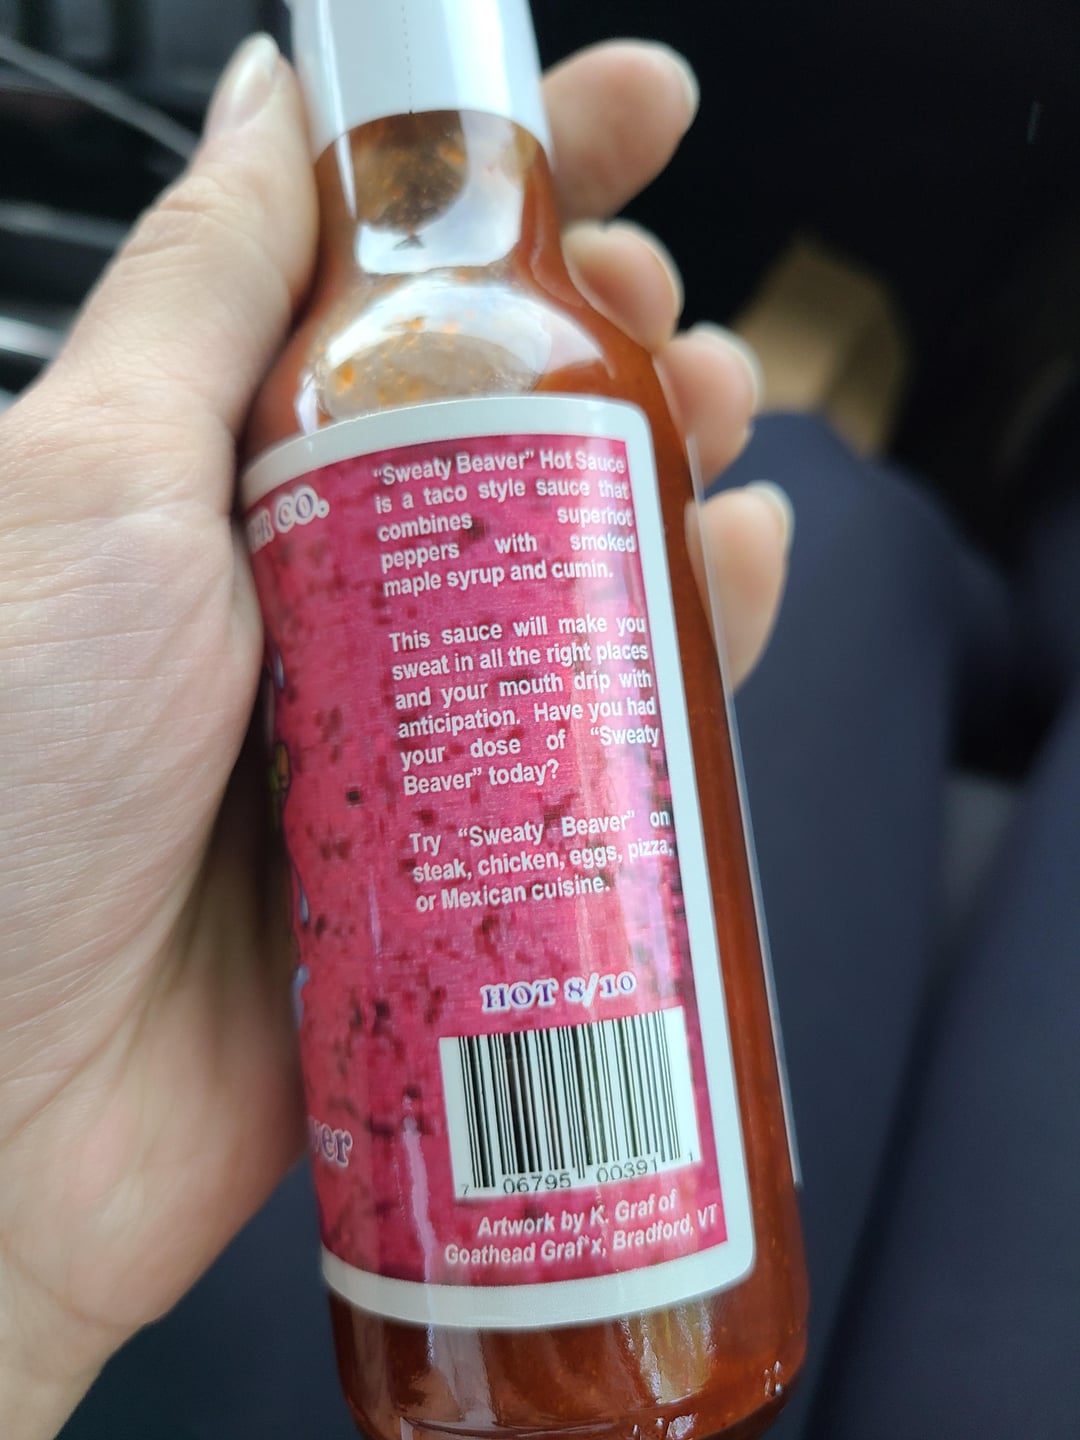 CO.
"Sweaty Beaver" Hot Sauce
is a taco style sauce that
combines superhot
peppers with smoked
maple syrup and cumin.
This sauce will make you
sweat in all the right places
and your mouth drip with
anticipation. Have you had
your dose of "Sweaty
Beaver" today?
Try "Sweaty Beaver" on
steak, chicken, eggs, pizza,
or Mexican cuisine.
HOT 8/10
7 06795 00391 1
Artwork by K. Graf of
Goathead Graf*x, Bradford, VT